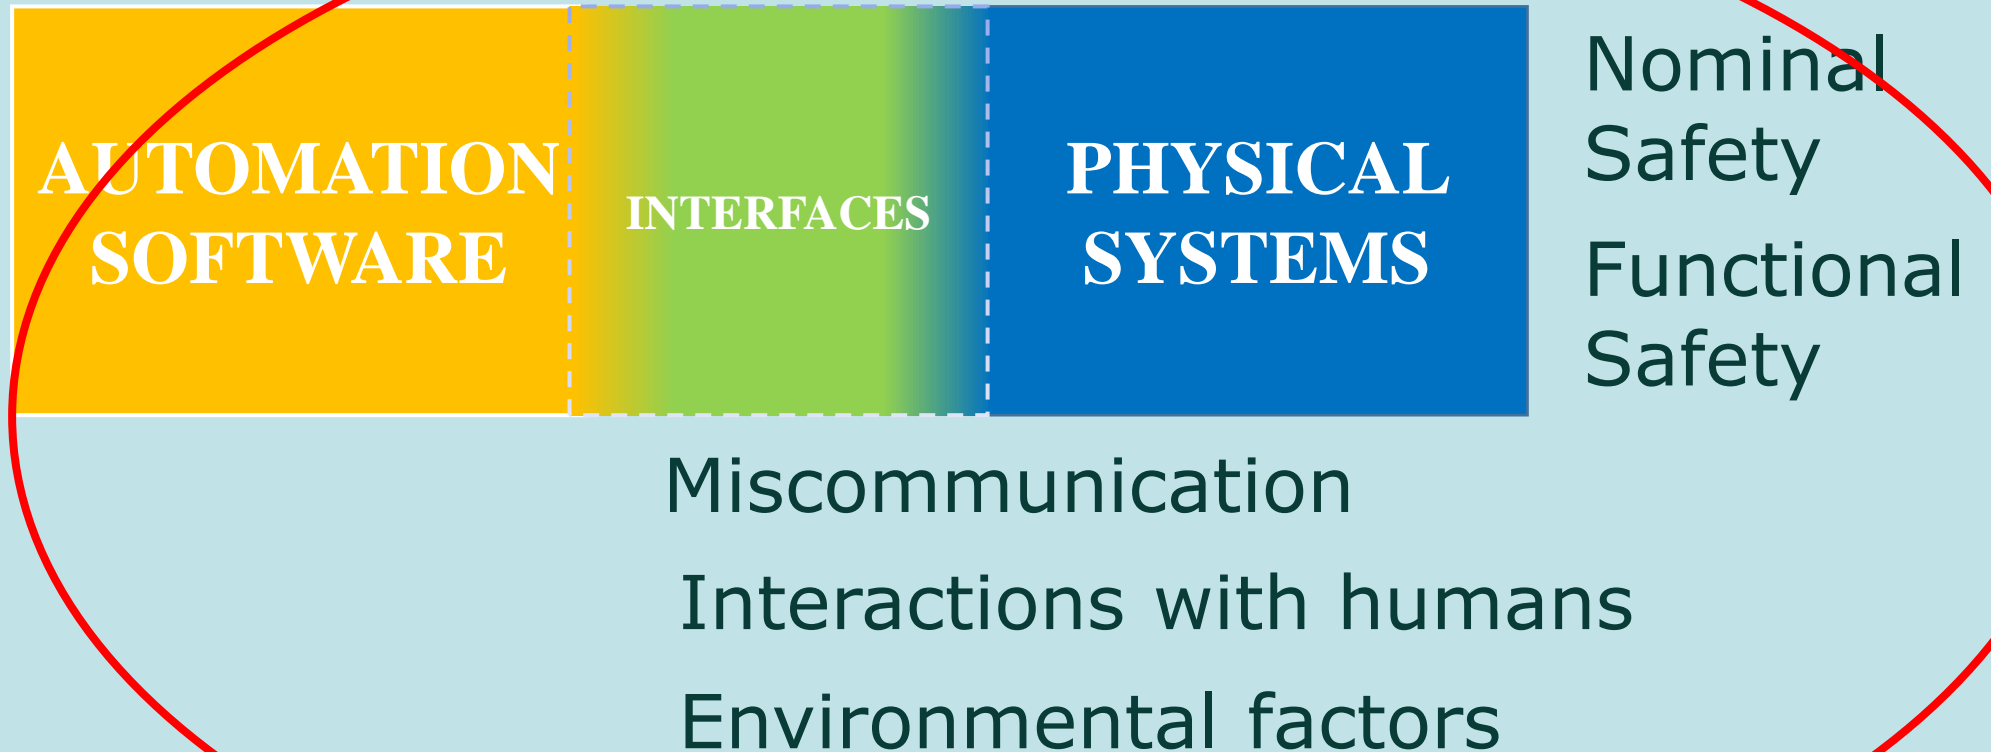 AUTOMATION
SOFTWARE
INTERFACES
PHYSICAL
SYSTEMS
Nominal
Safety
Functional
Safety
Miscommunication
Interactions with humans
Environmental factors